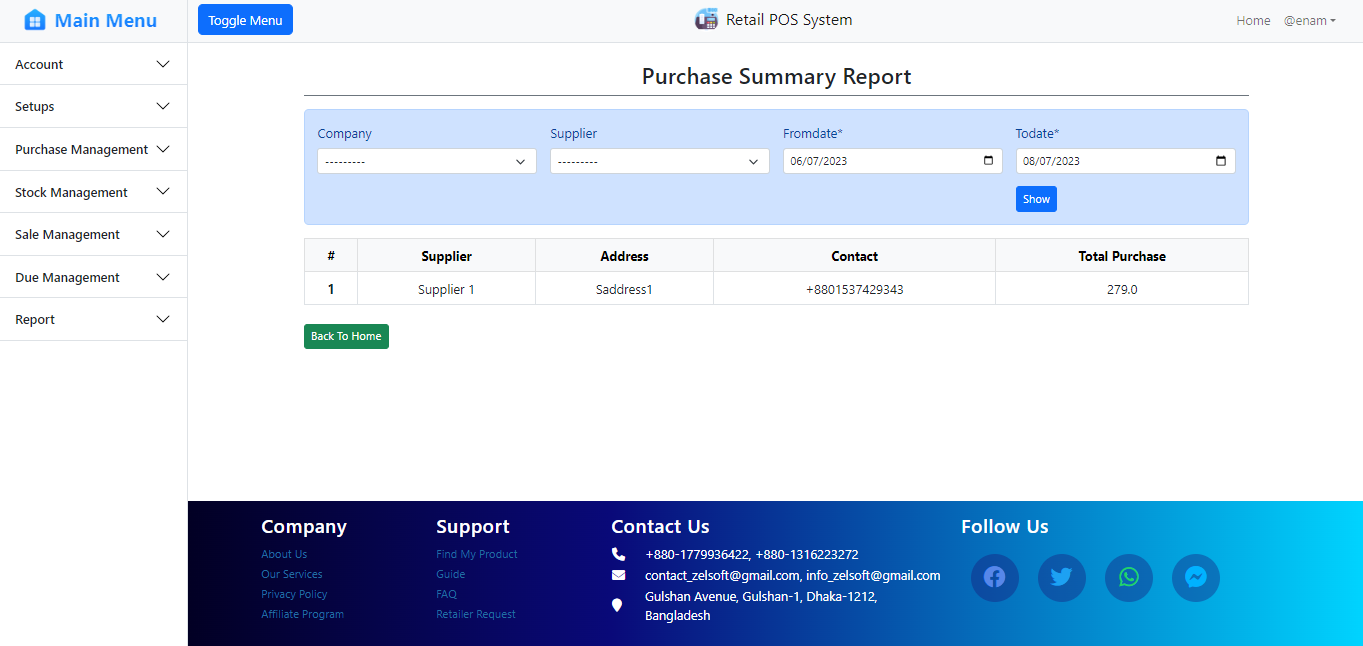 Main Menu
Toggle Menu
Retail POS System
Home @enam
Account
Setups
Purchase Management
Stock Management
Sale Management
Due Management
Report
Purchase Summary Report
Company Supplier Fromdate* Todate*
--------- --------- 06/07/2023 08/07/2023
Show
# Supplier Address Contact Total Purchase
1 Supplier 1 Saddress1 +8801537429343 279.0
Back To Home
Company
About Us
Our Services
Privacy Policy
Affiliate Program
Support
Find My Product
Guide
FAQ
Retailer Request
Contact Us
+880-1779936422, +880-1316223272
contact_zelsoft@gmail.com, info_zelsoft@gmail.com
Gulshan Avenue, Gulshan-1, Dhaka-1212,
Bangladesh
Follow Us